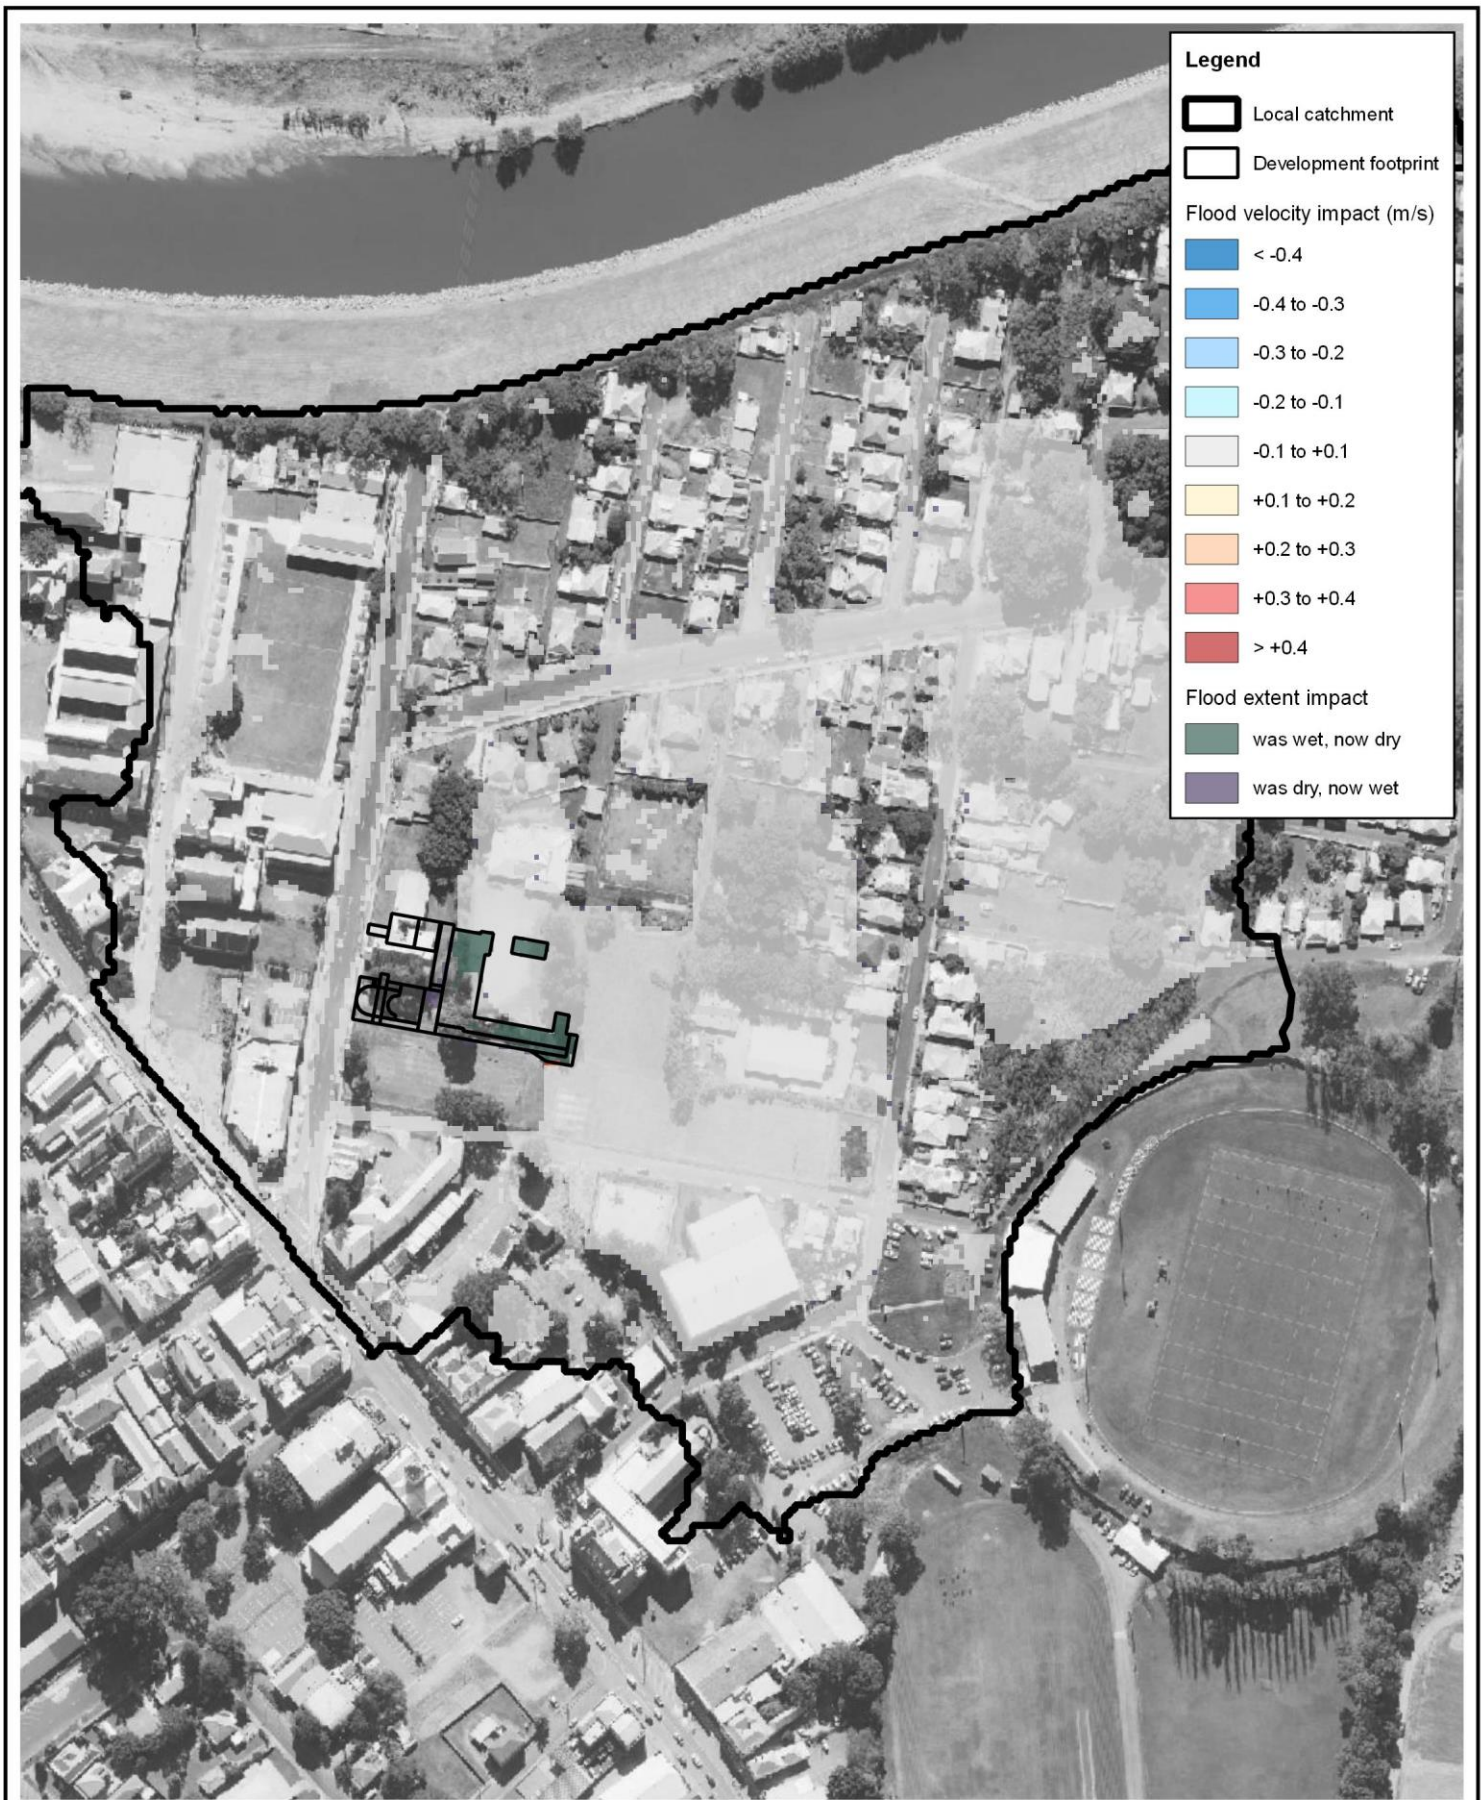 Legend
Local catchment
Development footprint
Flood velocity impact (m/s)
< -0.4
-0.4 to -0.3
-0.3 to -0.2
-0.2 to -0.1
-0.1 to +0.1
+0.1 to +0.2
+0.2 to +0.3
+0.3 to +0.4
> +0.4
Flood extent impact
was wet, now dry
was dry, now wet